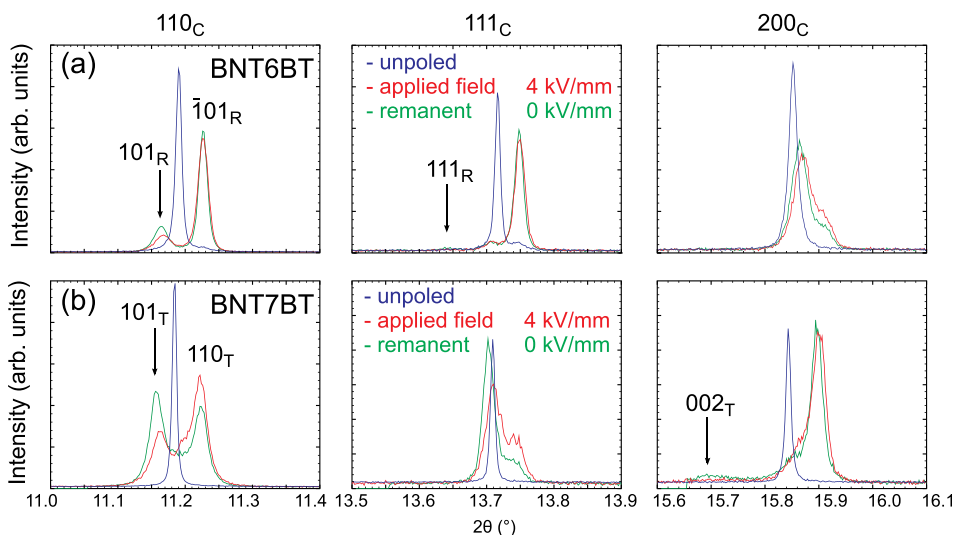 110C 111C 200C
(a) BNT6BT
101R
1̄01R
- unpoled
- applied field 4 kV/mm
- remanent 0 kV/mm
111R
Intensity (arb. units)
(b) BNT7BT
101T
110T
- unpoled
- applied field 4 kV/mm
- remanent 0 kV/mm
002T
Intensity (arb. units)
11.0 11.1 11.2 11.3 11.4 13.5 13.6 13.7 13.8 13.9 15.6 15.7 15.8 15.9 16.0 16.1
2θ (°)